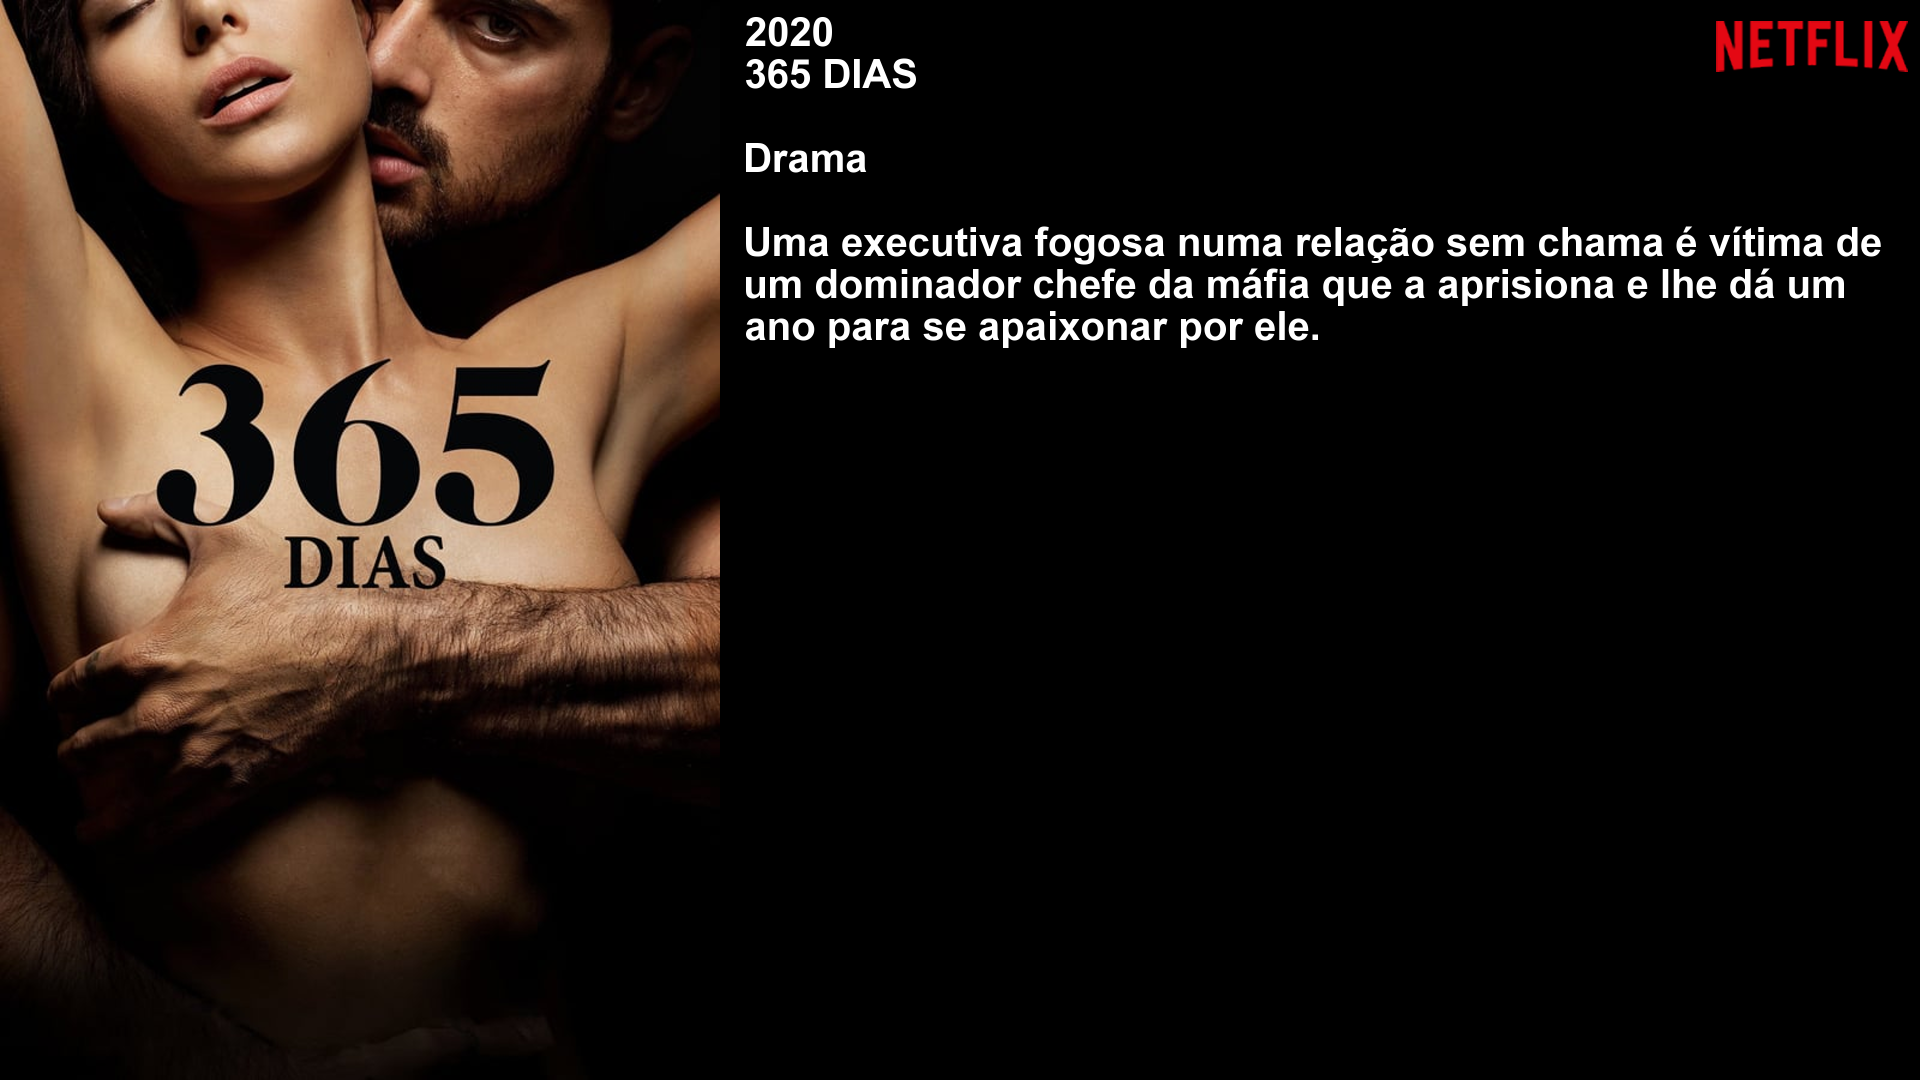 365
DIAS
2020
365 DIAS
Drama
Uma executiva fogosa numa relação sem chama é vítima de
um dominador chefe da máfia que a aprisiona e lhe dá um
ano para se apaixonar por ele.
NETFLIX